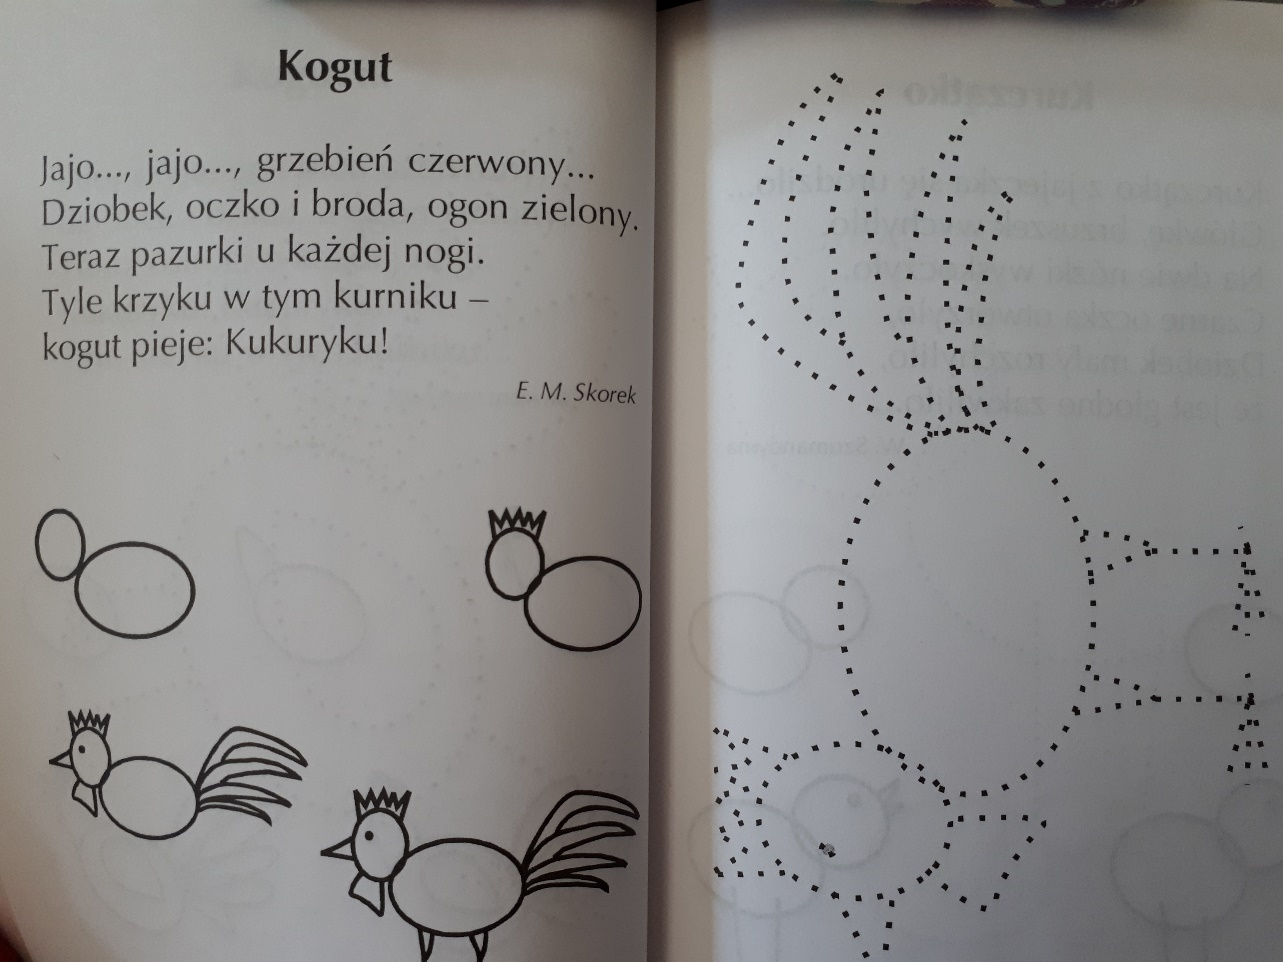 Kogut
Jajo..., jajo..., grzebień czerwony...
Dziobek, oczko i broda, ogon zielony.
Teraz pazurki u każdej nogi.
Tyle krzyku w tym kurniku –
kogut pieje: Kukuryku!
E. M. Skorek